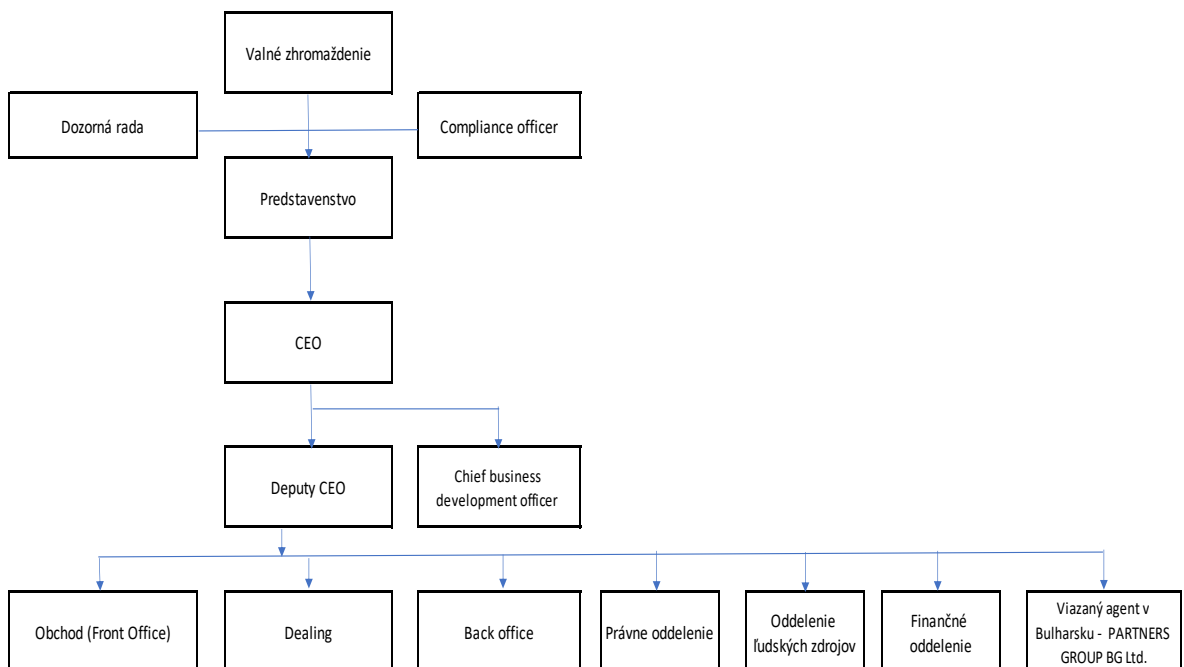 Valné zhromaždenie
Dozorná rada
Compliance officer
Predstavenstvo
CEO
Deputy CEO
Chief business
development officer
Obchod (Front Office)
Dealing
Back office
Právne oddelenie
Oddelenie
ľudských zdrojov
Finančné
oddelenie
Viazaný agent v
Bulharsku - PARTNERS
GROUP BG Ltd.